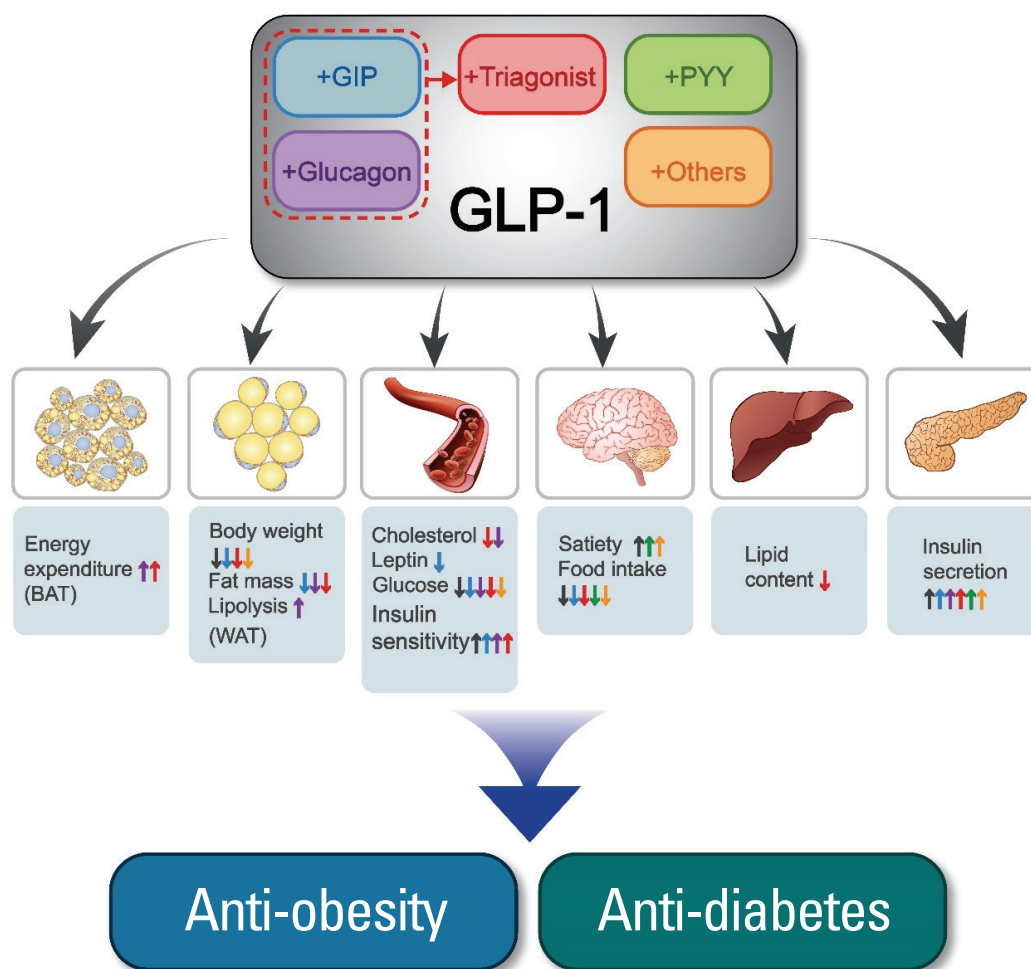 +GIP
+Triagonist
+PYY
+Glucagon
+Others
GLP-1
Energy
expenditure ↑↑
(BAT)
Body weight
↓↓↓↓
Fat mass ↓↓↓
Lipolysis ↑
(WAT)
Cholesterol ↓↓
Leptin ↓
Glucose ↓↓↓↓↓
Insulin
sensitivity↑↑↑↑
Satiety ↑↑↑
Food intake
↓↓↓↓↓
Lipid
content ↓
Insulin
secretion
↑↑↑↑↑↑
Anti-obesity
Anti-diabetes